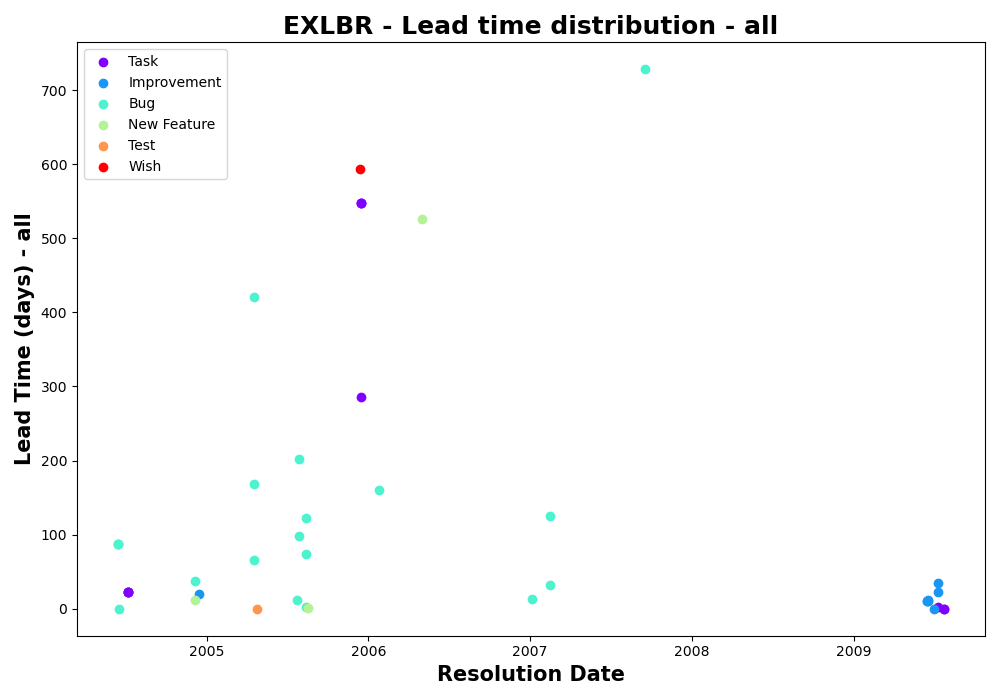 EXLBR - Lead time distribution - all
Task
Improvement
Bug
New Feature
Test
Wish
Lead Time (days) - all
700
600
500
400
300
200
100
0
2005
2006
2007
2008
2009
Resolution Date